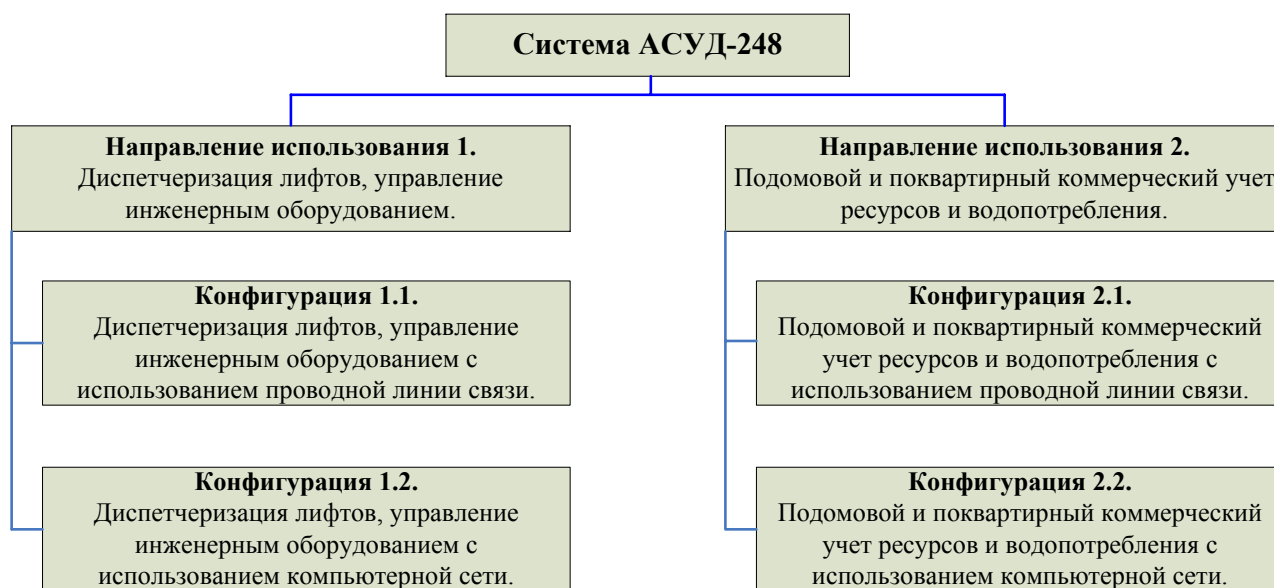 Система АСУД-248
Направление использования 1.
Диспетчеризация лифтов, управление
инженерным оборудованием.
Направление использования 2.
Подомовой и поквартирный коммерческий учет
ресурсов и водопотребления.
Конфигурация 1.1.
Диспетчеризация лифтов, управление
инженерным оборудованием с
использованием проводной линии связи.
Конфигурация 2.1.
Подомовой и поквартирный коммерческий
учет ресурсов и водопотребления с
использованием проводной линии связи.
Конфигурация 1.2.
Диспетчеризация лифтов, управление
инженерным оборудованием с
использованием компьютерной сети.
Конфигурация 2.2.
Подомовой и поквартирный коммерческий
учет ресурсов и водопотребления с
использованием компьютерной сети.